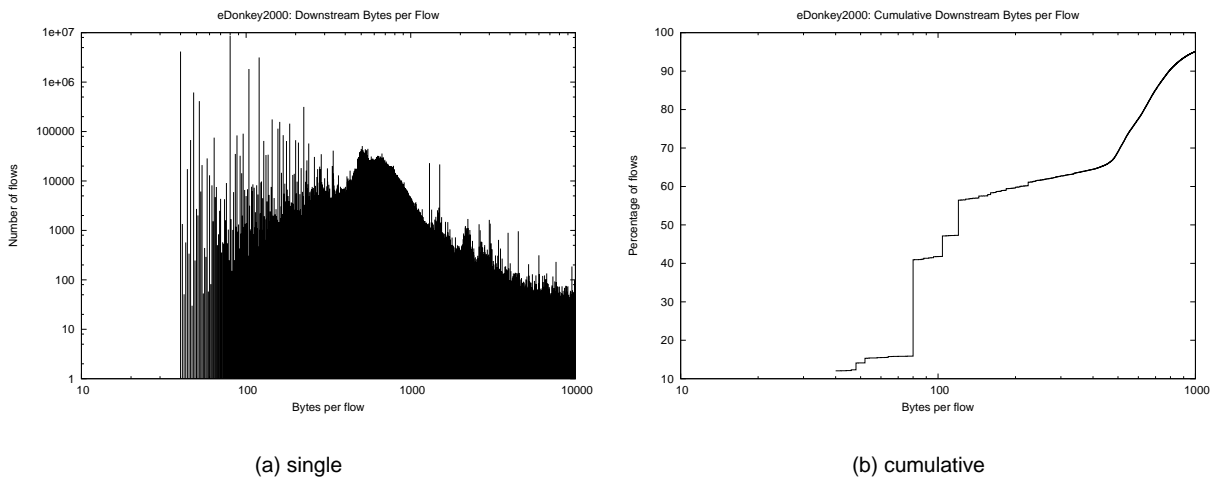 eDonkey2000: Downstream Bytes per Flow
1e+07
1e+06
100000
10000
1000
100
10
1
Number of flows
10
100
1000
10000
Bytes per flow
(a) single
eDonkey2000: Cumulative Downstream Bytes per Flow
100
90
80
70
60
50
40
30
20
10
Percentage of flows
10
100
1000
Bytes per flow
(b) cumulative